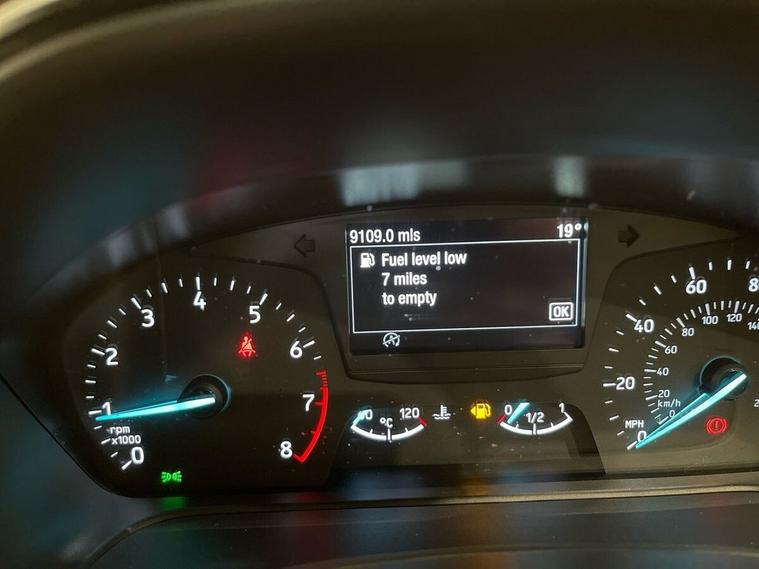 9109.0 mls 19°
Fuel level low
7 miles
to empty
OK
0 1 2 3 4 5 6 7 8
rpm
x1000
120
°C
0 1/2 1
0 20 40 60
20 40 60 80 100 120
km/h
MPH